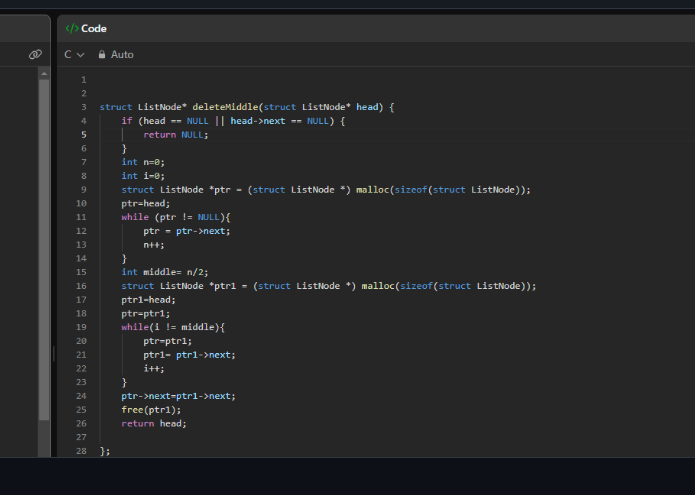 </> Code
C Auto
1
2
3 struct ListNode* deleteMiddle(struct ListNode* head) {
4     if (head == NULL || head->next == NULL) {
5         return NULL;
6     }
7     int n=0;
8     int i=0;
9     struct ListNode *ptr = (struct ListNode *) malloc(sizeof(struct ListNode));
10     ptr=head;
11     while (ptr != NULL){
12         ptr = ptr->next;
13         n++;
14     }
15     int middle= n/2;
16     struct ListNode *ptr1 = (struct ListNode *) malloc(sizeof(struct ListNode));
17     ptr1=head;
18     ptr=ptr1;
19     while(i != middle){
20         ptr=ptr1;
21         ptr1= ptr1->next;
22         i++;
23     }
24     ptr->next=ptr1->next;
25     free(ptr1);
26     return head;
27
28 };